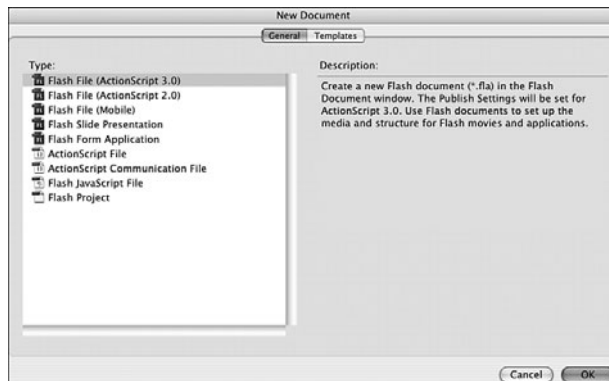 New Document
General Templates
Type:
Flash File (ActionScript 3.0)
Flash File (ActionScript 2.0)
Flash File (Mobile)
Flash Slide Presentation
Flash Form Application
ActionScript File
ActionScript Communication File
Flash JavaScript File
Flash Project
Description:
Create a new Flash document (*.fla) in the Flash
Document window. The Publish Settings will be set for
ActionScript 3.0. Use Flash documents to set up the
media and structure for Flash movies and applications.
Cancel OK